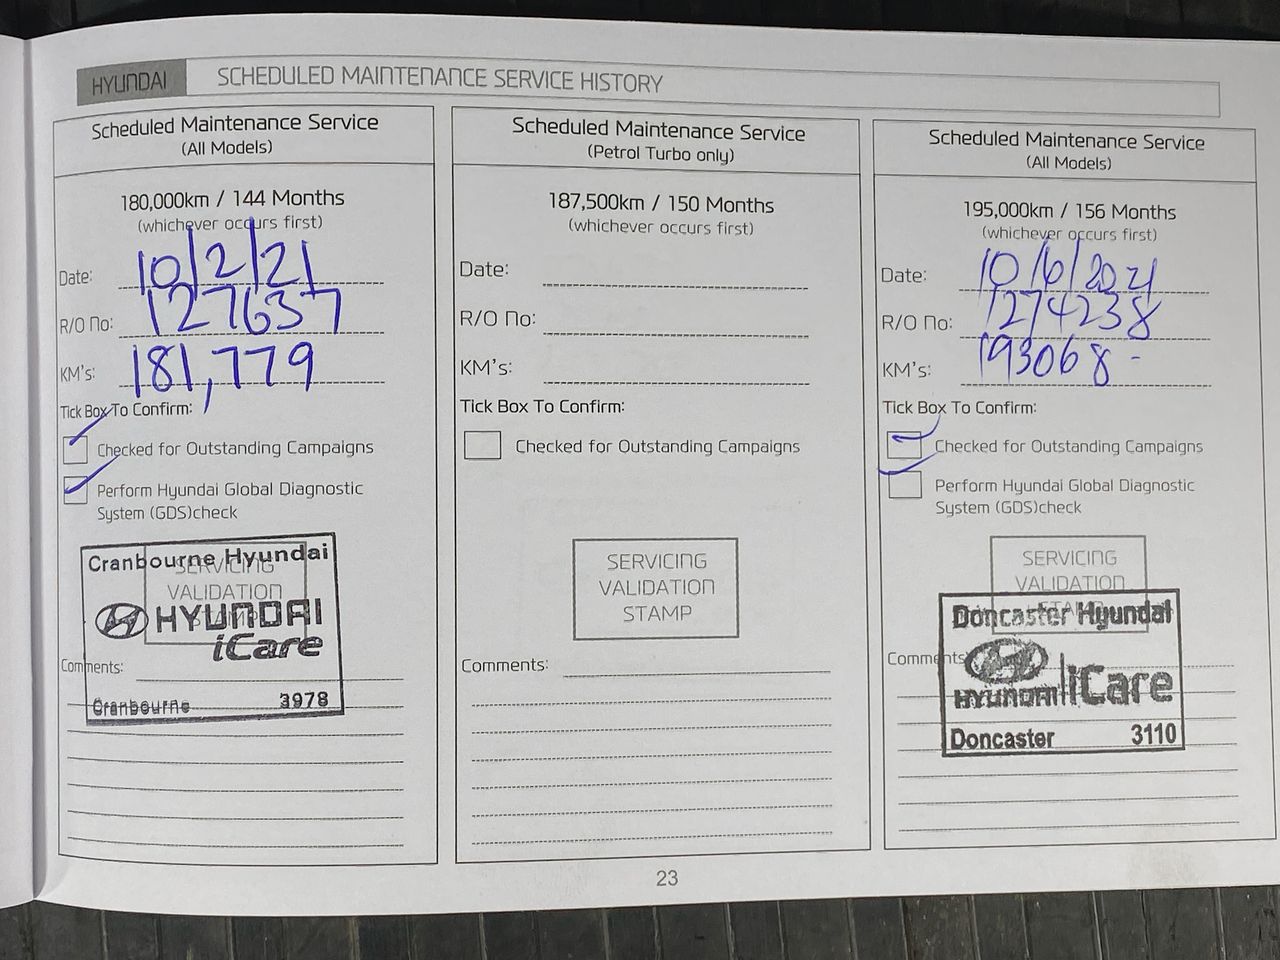 HYUNDAI SCHEDULED MAINTENANCE SERVICE HISTORY
Scheduled Maintenance Service
(All Models)
180,000km / 144 Months
(whichever occurs first)
Date: 10/2/21
R/O No: 127637
KM's: 181,779
Tick Box To Confirm:
Checked for Outstanding Campaigns
Perform Hyundai Global Diagnostic
System (GDS)check
Cranbourne Hyundai
SERVICING
VALIDATION
STAMP
HYUNDAI
iCare
Comments:
Cranbourne 3978
Scheduled Maintenance Service
(Petrol Turbo only)
187,500km / 150 Months
(whichever occurs first)
Date:
R/O No:
KM's:
Tick Box To Confirm:
Checked for Outstanding Campaigns
SERVICING
VALIDATION
STAMP
Comments:
Scheduled Maintenance Service
(All Models)
195,000km / 156 Months
(whichever occurs first)
Date: 10/6/2021
R/O No: 1274238
KM's: 193068-
Tick Box To Confirm:
Checked for Outstanding Campaigns
Perform Hyundai Global Diagnostic
System (GDS)check
SERVICING
VALIDATION
STAMP
Doncaster Hyundai
Comments
HYUNDAI iCare
Doncaster 3110
23